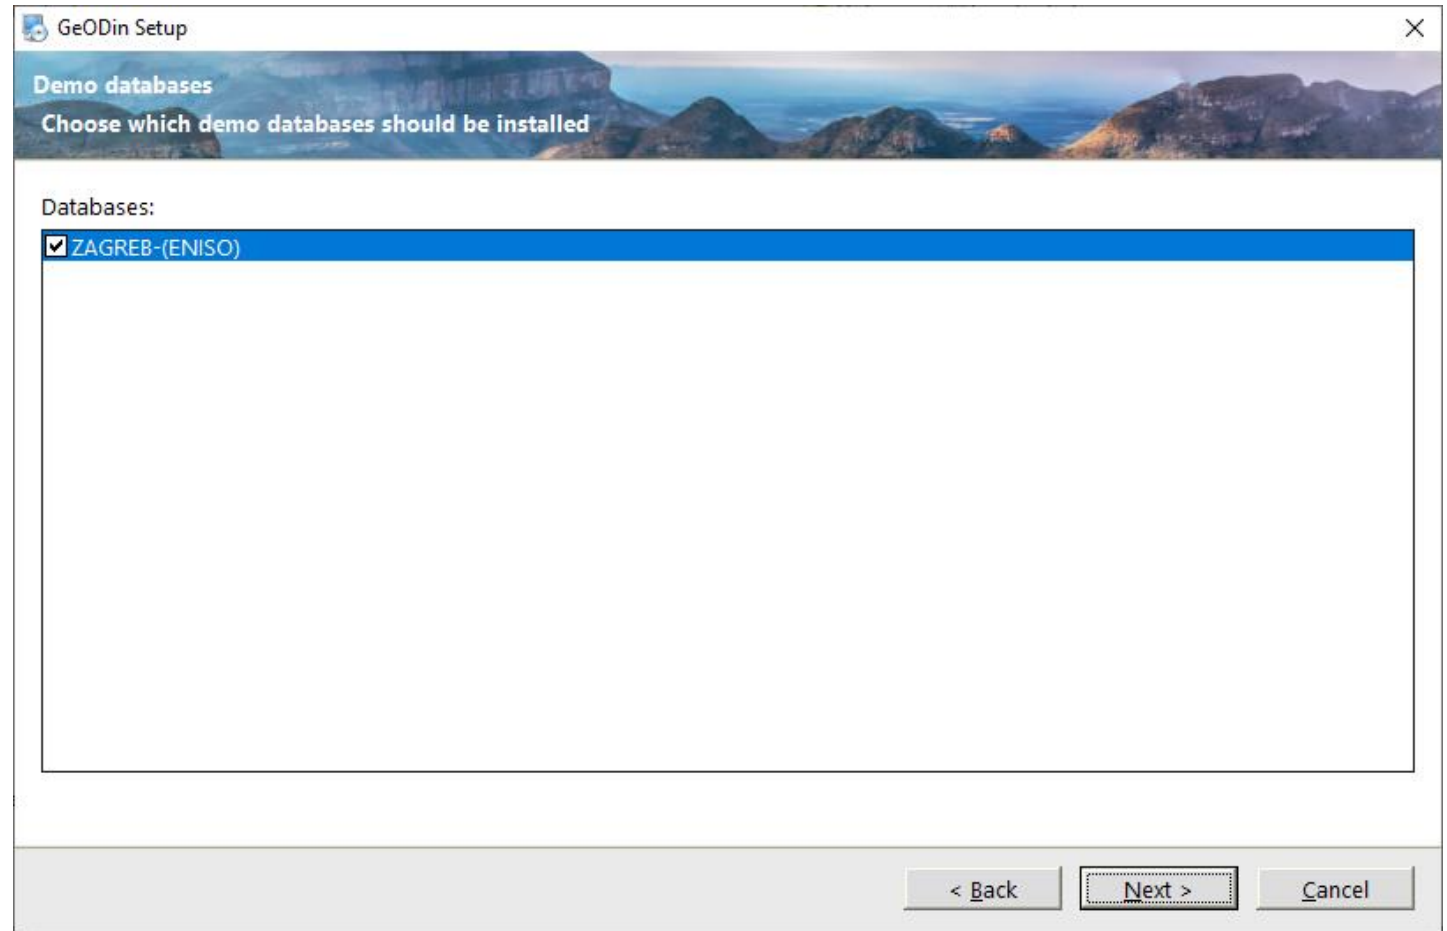 GeODin Setup
Demo databases
Choose which demo databases should be installed
Databases:
ZAGREB-(ENISO)
< Back
Next >
Cancel